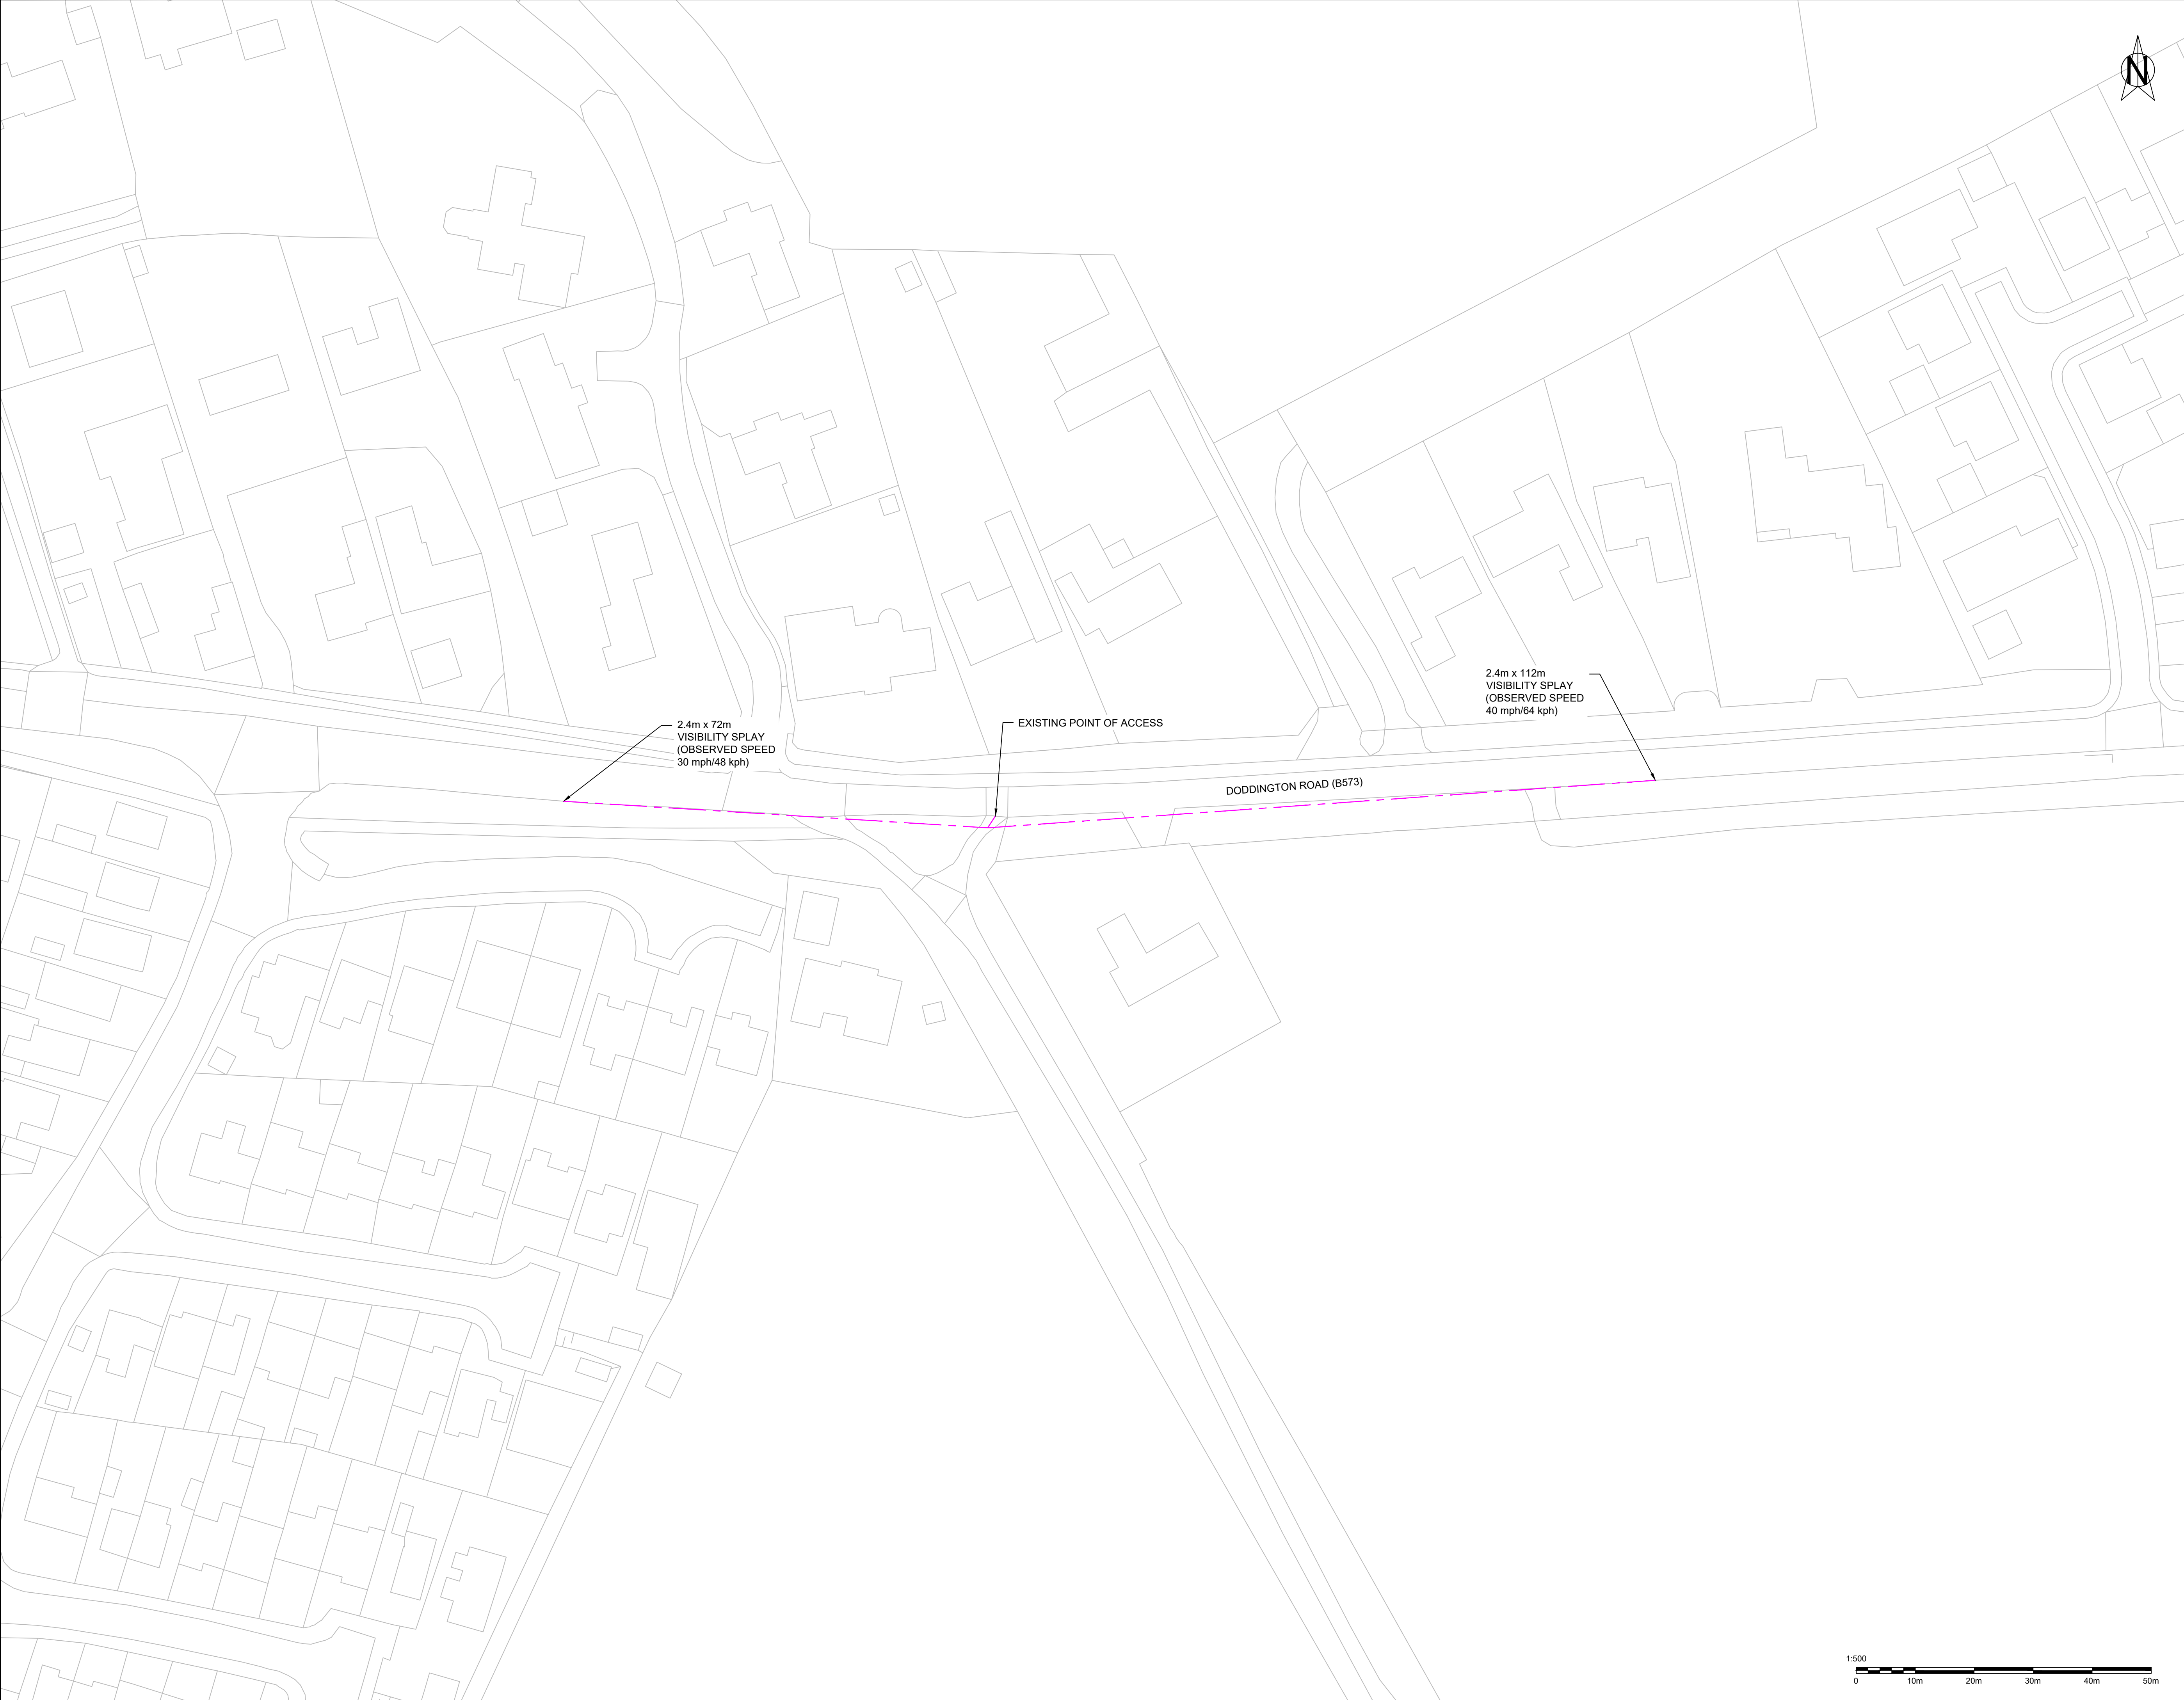 N
2.4m x 112m
VISIBILITY SPLAY
(OBSERVED SPEED
40 mph/64 kph)
2.4m x 72m
VISIBILITY SPLAY
(OBSERVED SPEED
30 mph/48 kph)
EXISTING POINT OF ACCESS
DODDINGTON ROAD (B573)
1:500
0 10m 20m 30m 40m 50m